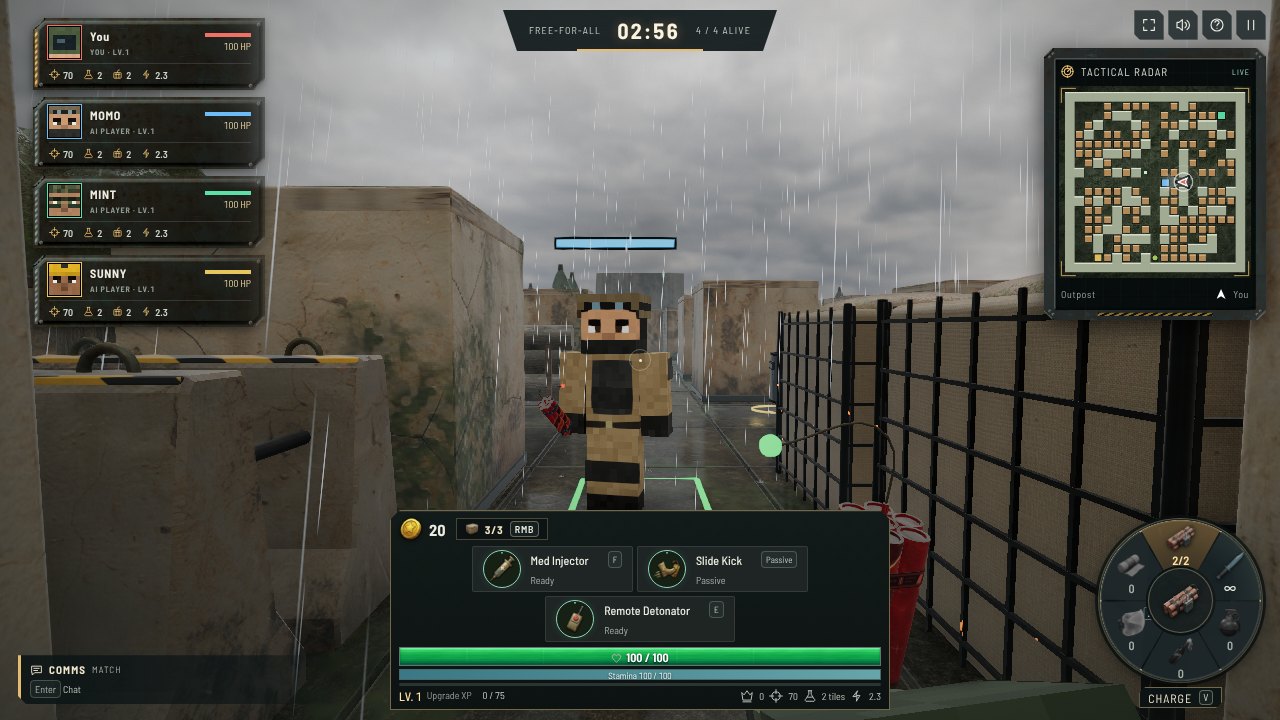 You
YOU · LV.1
100 HP
70 2 2 2.3
MOMO
AI PLAYER · LV.1
100 HP
70 2 2 2.3
MINT
AI PLAYER · LV.1
100 HP
70 2 2 2.3
SUNNY
AI PLAYER · LV.1
100 HP
70 2 2 2.3
FREE-FOR-ALL 02:56 4 / 4 ALIVE
TACTICAL RADAR LIVE
Outpost You
20 3/3 RMB
Med Injector F
Ready
Slide Kick Passive
Passive
Remote Detonator E
Ready
100 / 100
Stamina 100 / 100
LV. 1 Upgrade XP 0 / 75 0 70 2 tiles 2.3
COMMS MATCH
Enter Chat
2/2
0 ∞
0 0
0
CHARGE V